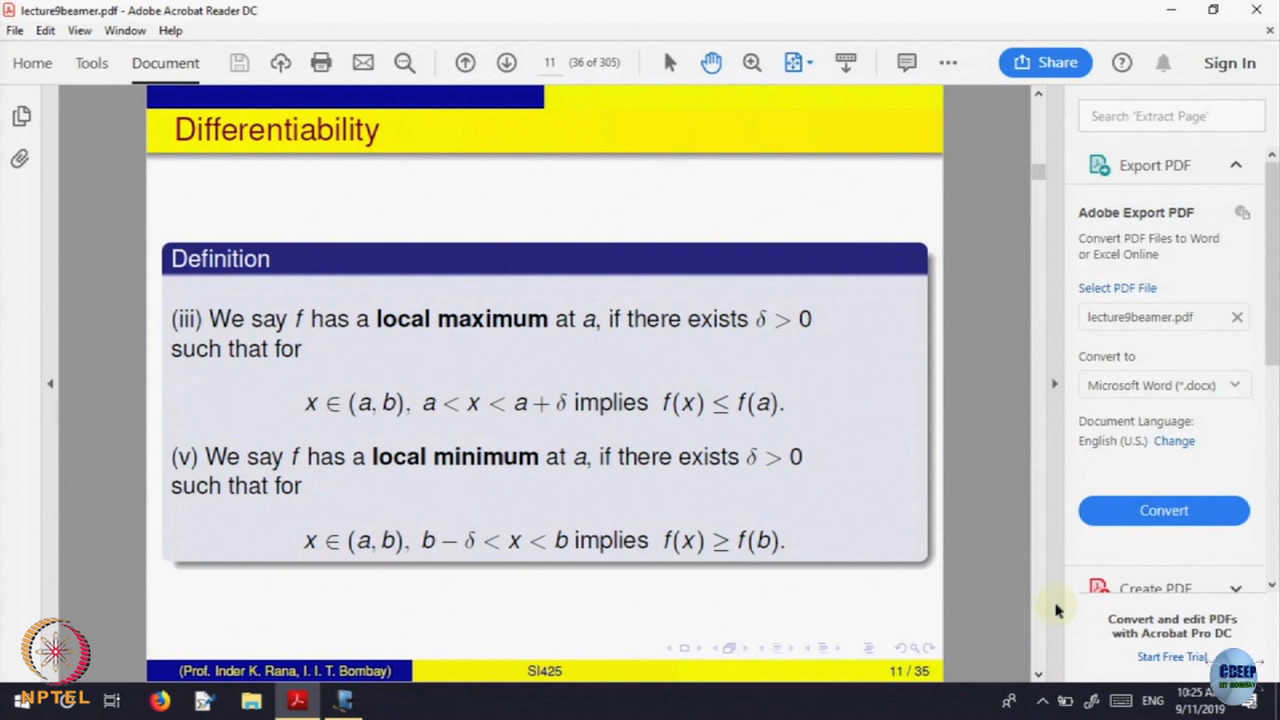 lecture9beamer.pdf - Adobe Acrobat Reader DC
File Edit View Window Help
Home Tools Document 11 (36 of 305) Share Sign In
Differentiability
Definition
(iii) We say f has a local maximum at a, if there exists δ > 0
such that for
x ∈ (a, b), a < x < a + δ implies f(x) ≤ f(a).
(v) We say f has a local minimum at a, if there exists δ > 0
such that for
x ∈ (a, b), b − δ < x < b implies f(x) ≥ f(b).
(Prof. Inder K. Rana, I. I. T. Bombay) SI425 11 / 35
Search 'Extract Page'
Export PDF
Adobe Export PDF
Convert PDF Files to Word
or Excel Online
Select PDF File
lecture9beamer.pdf
Convert to
Microsoft Word (*.docx)
Document Language:
English (U.S.) Change
Convert
Create PDF
Convert and edit PDFs
with Acrobat Pro DC
Start Free Trial
NPTEL
CDEEP
IIT BOMBAY
ENG
10:25
9/11/2019